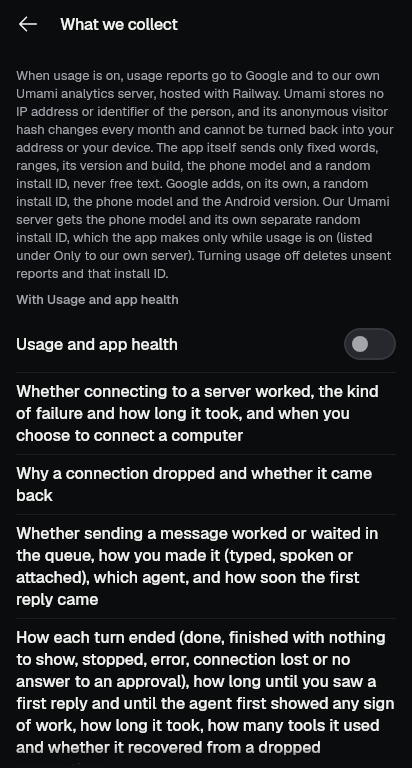 What we collect
When usage is on, usage reports go to Google and to our own
Umami analytics server, hosted with Railway. Umami stores no
IP address or identifier of the person, and its anonymous visitor
hash changes every month and cannot be turned back into your
address or your device. The app itself sends only fixed words,
ranges, its version and build, the phone model and a random
install ID, never free text. Google adds, on its own, a random
install ID, the phone model and the Android version. Our Umami
server gets the phone model and its own separate random
install ID, which the app makes only while usage is on (listed
under Only to our own server). Turning usage off deletes unsent
reports and that install ID.
With Usage and app health
Usage and app health
Whether connecting to a server worked, the kind
of failure and how long it took, and when you
choose to connect a computer
Why a connection dropped and whether it came
back
Whether sending a message worked or waited in
the queue, how you made it (typed, spoken or
attached), which agent, and how soon the first
reply came
How each turn ended (done, finished with nothing
to show, stopped, error, connection lost or no
answer to an approval), how long until you saw a
first reply and until the agent first showed any sign
of work, how long it took, how many tools it used
and whether it recovered from a dropped